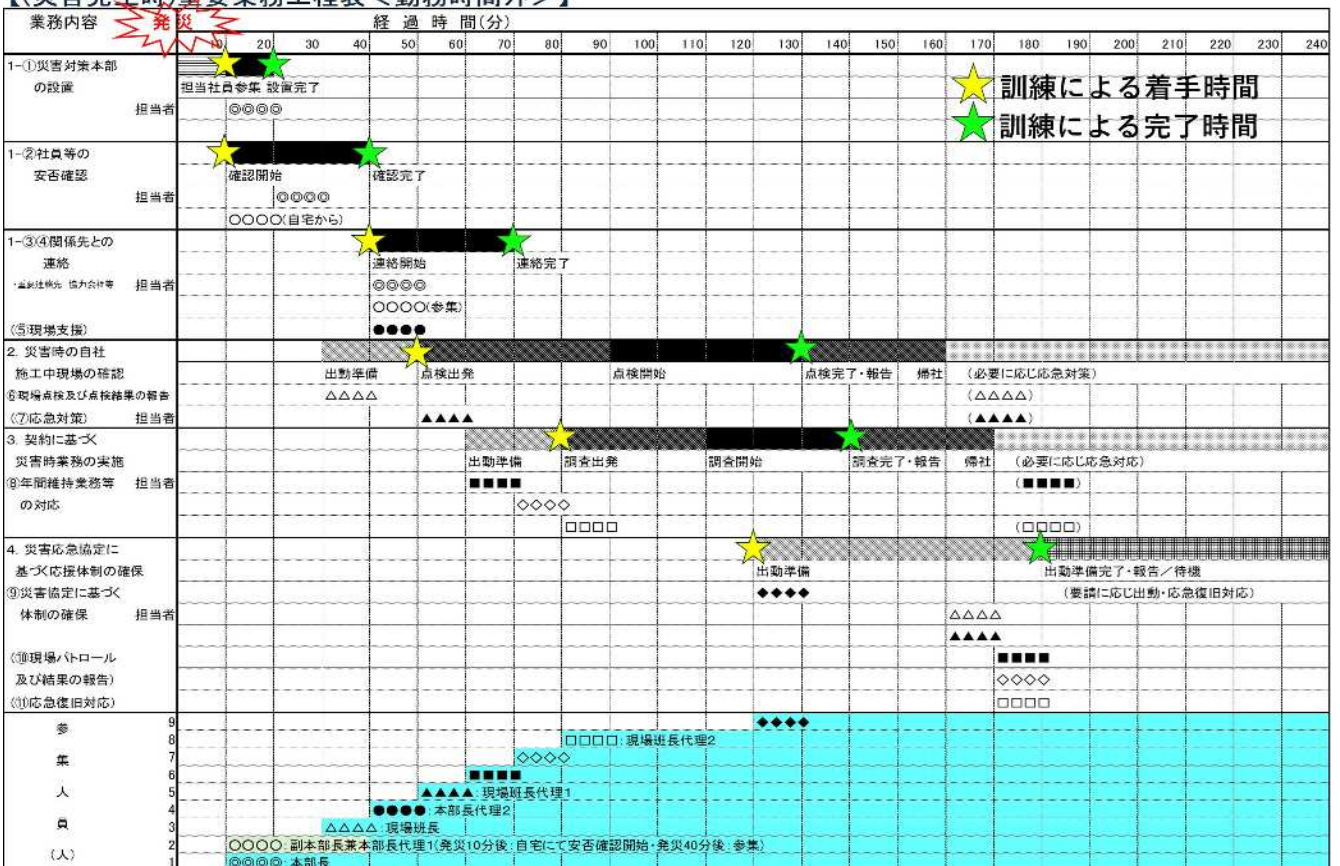 業務内容 発災 経過時間(分)
10 20 30 40 50 60 70 80 90 100 110 120 130 140 150 160 170 180 190 200 210 220 230 240
1-①災害対策本部
の設置
担当社員参集 設置完了
担当者 ◎◎◎◎
訓練による着手時間
訓練による完了時間
1-②社員等の
安否確認
確認開始 確認完了
担当者 ◎◎◎◎
○○○○(自宅から)
1-③④関係先との
連絡
連絡開始 連絡完了
担当者 ◎◎◎◎
○○○○(参集)
(⑤現場支援) ●●●●
2. 災害時の自社
施工中現場の確認 出動準備 点検出発 点検開始 点検完了・報告 帰社 (必要に応じ応急対策)
⑥現場点検及び点検結果の報告 △△△△ (△△△△)
(⑦応急対策) 担当者 ▲▲▲▲ (▲▲▲▲)
3. 契約に基づく
災害時業務の実施 出動準備 調査出発 調査開始 調査完了・報告 帰社 (必要に応じ応急対応)
⑧年間維持業務等 担当者 ■■■■ (■■■■)
の対応 ◇◇◇◇
□□□□ (□□□□)
4. 災害応急協定に
基づく応援体制の確保 出動準備 出動準備完了・報告/待機
⑨災害協定に基づく ◆◆◆◆ (要請に応じ出動・応急復旧対応)
体制の確保 担当者 △△△△
▲▲▲▲
(⑩現場パトロール ■■■■
及び結果の報告) ◇◇◇◇
(⑪応急復旧対応) □□□□
参集人員(人)
9 ◆◆◆◆
8 □□□□:現場班長代理2
7 ◇◇◇◇
6 ■■■■
5 ▲▲▲▲:現場班長代理1
4 ●●●●:本部長代理2
3 △△△△:現場班長
2 ○○○○:副本部長兼本部長代理1(発災10分後:自宅にて安否確認開始・発災40分後:参集)
1 ◎◎◎◎:本部長